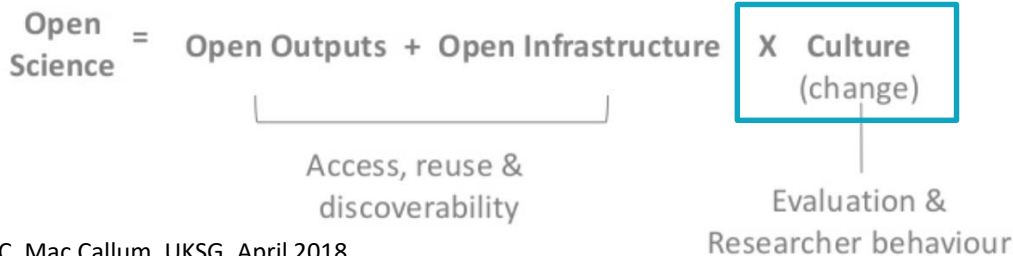 Open Science = Open Outputs + Open Infrastructure X Culture
(change)
Access, reuse &
discoverability
Evaluation &
Researcher behaviour
C. Mac Callum, UKSG, April 2018